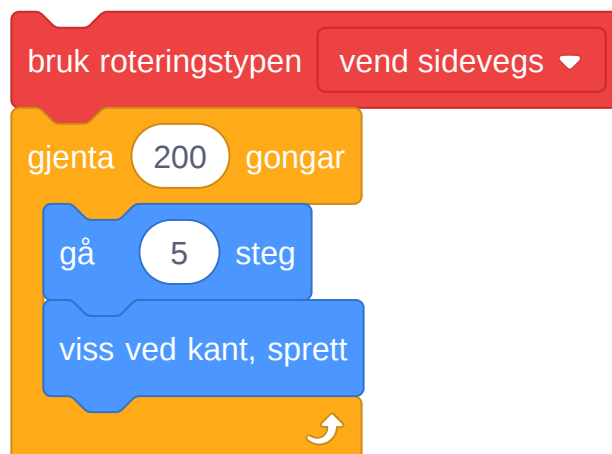 bruk roteringstypen vend sidevegs
gjenta 200 gongar
gå 5 steg
viss ved kant, sprett